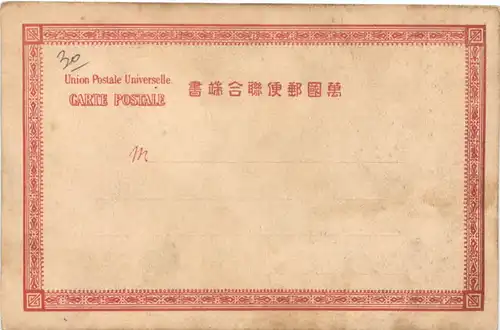 30
Union Postale Universelle.
CARTE POSTALE
萬國郵便聯合端書
M